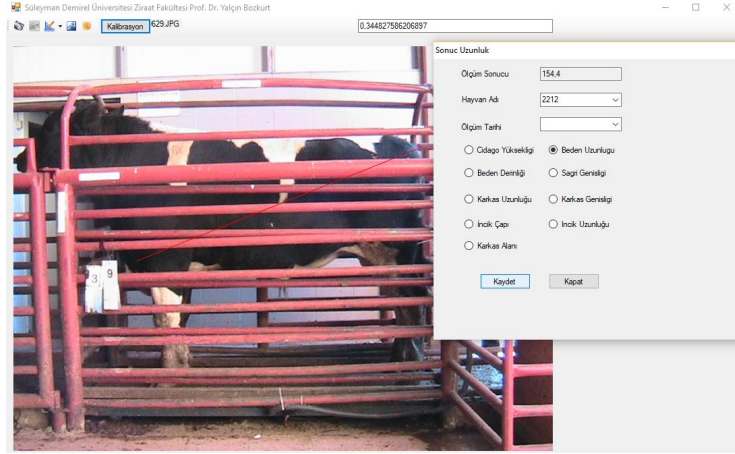 Süleyman Demirel Üniversitesi Ziraat Fakültesi Prof. Dr. Yalçın Bozkurt
Kalibrasyon 629.JPG 0,344827586206897
Sonuc Uzunluk
Ölçüm Sonucu 154,4
Hayvan Adı 2212
Ölçüm Tarihi
Cidago Yüksekligi Beden Uzunlugu
Beden Derinliği Sagri Genisligi
Karkas Uzunluğu Karkas Genisligi
İncik Çapı Incik Uzunluğu
Karkas Alanı
Kaydet Kapat
3 9